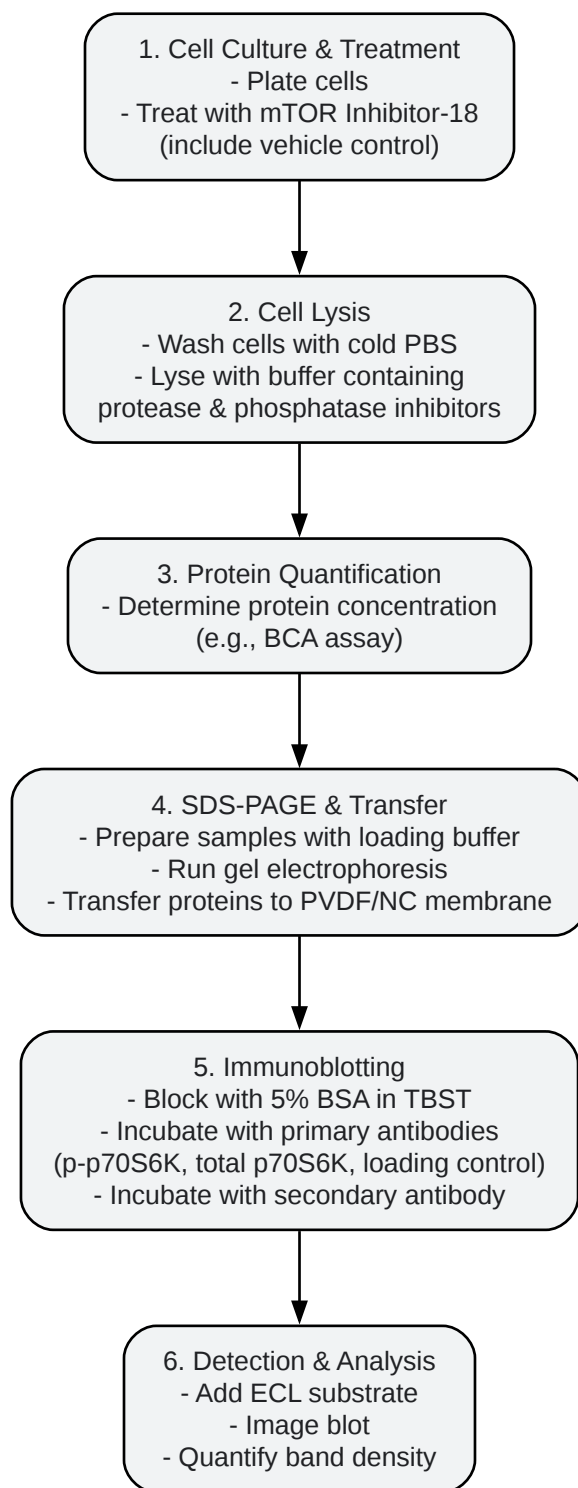 1. Cell Culture & Treatment
- Plate cells
- Treat with mTOR Inhibitor-18
(include vehicle control)
2. Cell Lysis
- Wash cells with cold PBS
- Lyse with buffer containing
protease & phosphatase inhibitors
3. Protein Quantification
- Determine protein concentration
(e.g., BCA assay)
4. SDS-PAGE & Transfer
- Prepare samples with loading buffer
- Run gel electrophoresis
- Transfer proteins to PVDF/NC membrane
5. Immunoblotting
- Block with 5% BSA in TBST
- Incubate with primary antibodies
(p-p70S6K, total p70S6K, loading control)
- Incubate with secondary antibody
6. Detection & Analysis
- Add ECL substrate
- Image blot
- Quantify band density